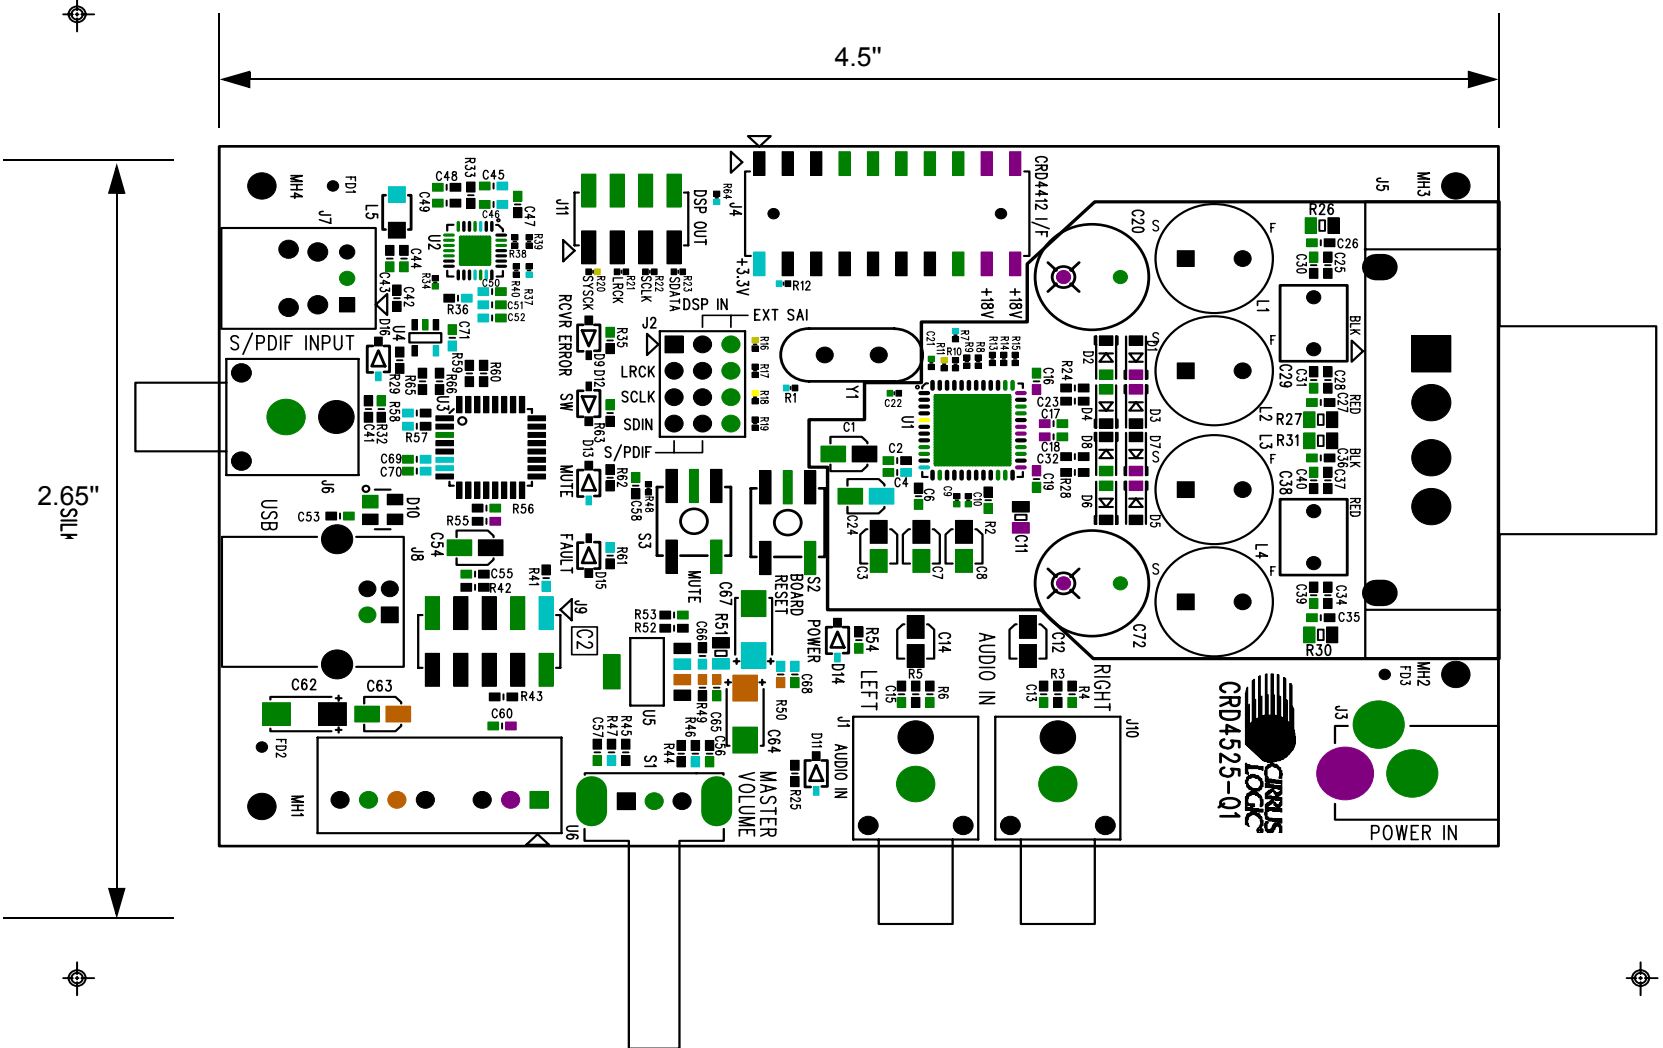 4.5"
2.65"
SILK
MH4
FD1
J7
L5
C48
R33
C45
C49
C46
C47
U2
R39
R38
C44
C43
C42
R34
R40
R37
C50
C51
C52
R36
D16
U4
C71
S/PDIF INPUT
R29
R65
R66
R59
R60
C41
R32
R58
R57
U3
C69
C70
J6
USB
C53
D10
R55
R56
J8
C54
C55
R42
R41
J9
C2
C62
C63
R43
C60
FD2
MH1
U6
J11
DSP OUT
R64
SYSCK
R20
LRCK
R21
SCLK
R22
SDATA
R23
DSP IN
EXT SAI
J2
LRCK
SCLK
SDIN
S/PDIF
R16
R17
R18
R19
RCVR ERROR
D9
R35
SW
D12
R63
MUTE
D13
R62
FAULT
D15
R61
C58
R48
S3
MUTE
S2
BOARD RESET
C67
R53
R52
C66
R51
U5
R49
C65
C64
R50
C68
C57
R47
R45
R44
R46
C56
S1
MASTER VOLUME
D11
R25
POWER
D14
R54
J4
CRD4412 I/F
+3.3V
+18V
+18V
R12
Y1
R1
C22
C21
R11
R7
R10
R9
R8
R13
R14
R15
U1
C1
C2
C4
C24
C6
C9
C10
R2
C11
C3
C7
C8
C16
C23
C17
C18
C32
C19
R24
R28
D2
D1
D4
D3
D8
D7
D6
D5
C20
C72
S
F
L1
S
F
L2
S
F
L3
S
F
L4
J5
MH3
R26
C26
C30
C25
BLK
C29
C31
C28
C27
RED
R27
R31
BLK
C36
C38
C40
C37
RED
C39
C34
C35
R30
FD3
MH2
C14
C12
AUDIO IN
LEFT
RIGHT
R5
C15
R6
R3
C13
R4
J1
AUDIO IN
J10
CRD4525-Q1
CIRRUS LOGIC
J3
POWER IN